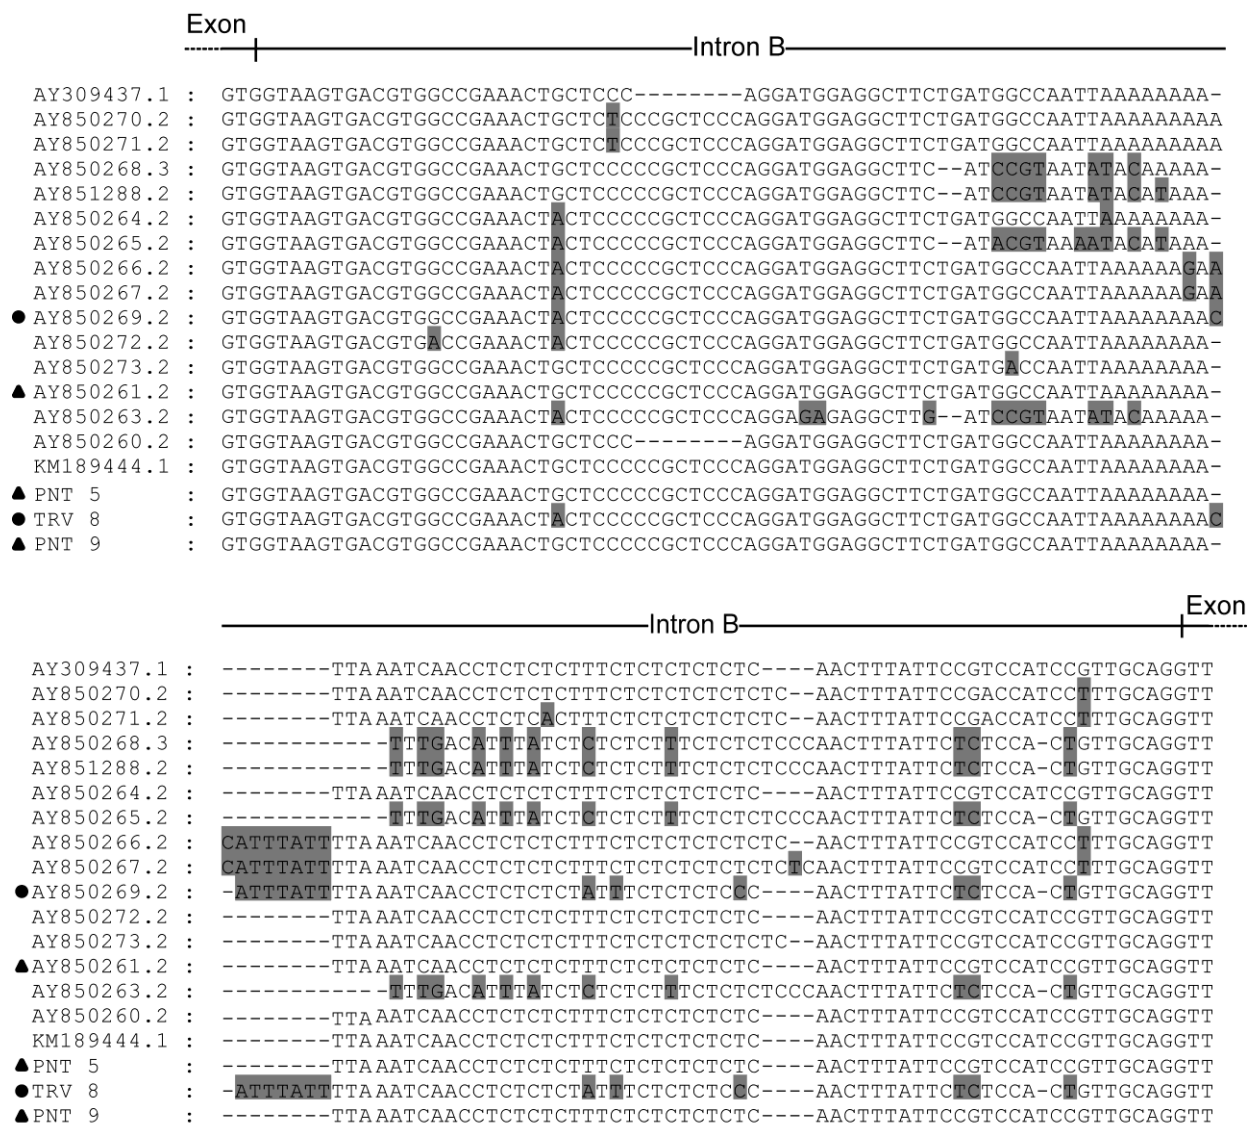 Exon
Intron B
AY309437.1 : GTGGTAAGTGACGTGGCCGAAACTGCTCCC--------AGGATGGAGGCTTCTGATGGCCAATTAAAAAAAA-
AY850270.2 : GTGGTAAGTGACGTGGCCGAAACTGCTCTCCCGCTCCCAGGATGGAGGCTTCTGATGGCCAATTAAAAAAAAA
AY850271.2 : GTGGTAAGTGACGTGGCCGAAACTGCTCTCCCGCTCCCAGGATGGAGGCTTCTGATGGCCAATTAAAAAAAAA
AY850268.3 : GTGGTAAGTGACGTGGCCGAAACTGCTCCCCCGCTCCCAGGATGGAGGCTTC--ATCCGTAATATACAAAAA-
AY851288.2 : GTGGTAAGTGACGTGGCCGAAACTGCTCCCCCGCTCCCAGGATGGAGGCTTC--ATCCGTAATATACATAAA-
AY850264.2 : GTGGTAAGTGACGTGGCCGAAACTACTCCCCCGCTCCCAGGATGGAGGCTTCTGATGGCCAATTAAAAAAAA-
AY850265.2 : GTGGTAAGTGACGTGGCCGAAACTACTCCCCCGCTCCCAGGATGGAGGCTTC--ATACGTAAAATACATAAA-
AY850266.2 : GTGGTAAGTGACGTGGCCGAAACTACTCCCCCGCTCCCAGGATGGAGGCTTCTGATGGCCAATTAAAAAAGAA
AY850267.2 : GTGGTAAGTGACGTGGCCGAAACTACTCCCCCGCTCCCAGGATGGAGGCTTCTGATGGCCAATTAAAAAAGAA
● AY850269.2 : GTGGTAAGTGACGTGGCCGAAACTACTCCCCCGCTCCCAGGATGGAGGCTTCTGATGGCCAATTAAAAAAAAC
AY850272.2 : GTGGTAAGTGACGTGACCGAAACTACTCCCCCGCTCCCAGGATGGAGGCTTCTGATGGCCAATTAAAAAAAA-
AY850273.2 : GTGGTAAGTGACGTGGCCGAAACTGCTCCCCCGCTCCCAGGATGGAGGCTTCTGATGACCAATTAAAAAAAA-
▲ AY850261.2 : GTGGTAAGTGACGTGGCCGAAACTGCTCCCCCGCTCCCAGGATGGAGGCTTCTGATGGCCAATTAAAAAAAA-
AY850263.2 : GTGGTAAGTGACGTGGCCGAAACTACTCCCCCGCTCCCAGGAGAGAGGCTTG--ATCCGTAATATACAAAAA-
AY850260.2 : GTGGTAAGTGACGTGGCCGAAACTGCTCCC--------AGGATGGAGGCTTCTGATGGCCAATTAAAAAAAA-
KM189444.1 : GTGGTAAGTGACGTGGCCGAAACTGCTCCCCCGCTCCCAGGATGGAGGCTTCTGATGGCCAATTAAAAAAAA-
▲ PNT 5 : GTGGTAAGTGACGTGGCCGAAACTGCTCCCCCGCTCCCAGGATGGAGGCTTCTGATGGCCAATTAAAAAAAA-
● TRV 8 : GTGGTAAGTGACGTGGCCGAAACTACTCCCCCGCTCCCAGGATGGAGGCTTCTGATGGCCAATTAAAAAAAAC
▲ PNT 9 : GTGGTAAGTGACGTGGCCGAAACTGCTCCCCCGCTCCCAGGATGGAGGCTTCTGATGGCCAATTAAAAAAAA-
Exon
Intron B
AY309437.1 : --------TTAAATCAACCTCTCTCTTTCTCTCTCTCTC----AACTTTATTCCGTCCATCCGTTGCAGGTT
AY850270.2 : --------TTAAATCAACCTCTCTCTTTCTCTCTCTCTCTC--AACTTTATTCCGACCATCCTTTGCAGGTT
AY850271.2 : --------TTAAATCAACCTCTCACTTTCTCTCTCTCTCTC--AACTTTATTCCGACCATCCTTTGCAGGTT
AY850268.3 : ------------TTTGACATTTATCTCTCTCTTTCTCTCTCCCAACTTTATTCTCTCCA-CTGTTGCAGGTT
AY851288.2 : ------------TTTGACATTTATCTCTCTCTTTCTCTCTCCCAACTTTATTCTCTCCA-CTGTTGCAGGTT
AY850264.2 : --------TTAAATCAACCTCTCTCTTTCTCTCTCTCTC----AACTTTATTCCGTCCATCCGTTGCAGGTT
AY850265.2 : ------------TTTGACATTTATCTCTCTCTTTCTCTCTCCCAACTTTATTCTCTCCA-CTGTTGCAGGTT
AY850266.2 : CATTTATTTTAAATCAACCTCTCTCTTTCTCTCTCTCTCTC--AACTTTATTCCGTCCATCCTTTGCAGGTT
AY850267.2 : CATTTATTTTAAATCAACCTCTCTCTTTCTCTCTCTCTCTCTCAACTTTATTCCGTCCATCCTTTGCAGGTT
● AY850269.2 : -ATTTATTTTAAATCAACCTCTCTCTATTCTCTCTCTCC----AACTTTATTCTCTCCA-CTGTTGCAGGTT
AY850272.2 : --------TTAAATCAACCTCTCTCTTTCTCTCTCTCTC----AACTTTATTCCGTCCATCCGTTGCAGGTT
AY850273.2 : --------TTAAATCAACCTCTCTCTTTCTCTCTCTCTCTC--AACTTTATTCCGTCCATCCGTTGCAGGTT
▲ AY850261.2 : --------TTAAATCAACCTCTCTCTTTCTCTCTCTCTC----AACTTTATTCCGTCCATCCGTTGCAGGTT
AY850263.2 : ------------TTTGACATTTATCTCTCTCTTTCTCTCTCCCAACTTTATTCTCTCCA-CTGTTGCAGGTT
AY850260.2 : --------TTAAATCAACCTCTCTCTTTCTCTCTCTCTC----AACTTTATTCCGTCCATCCGTTGCAGGTT
KM189444.1 : --------TTAAATCAACCTCTCTCTTTCTCTCTCTCTC----AACTTTATTCCGTCCATCCGTTGCAGGTT
▲ PNT 5 : --------TTAAATCAACCTCTCTCTTTCTCTCTCTCTC----AACTTTATTCCGTCCATCCGTTGCAGGTT
● TRV 8 : -ATTTATTTTAAATCAACCTCTCTCTATTCTCTCTCTCC----AACTTTATTCTCTCCA-CTGTTGCAGGTT
▲ PNT 9 : --------TTAAATCAACCTCTCTCTTTCTCTCTCTCTC----AACTTTATTCCGTCCATCCGTTGCAGGTT